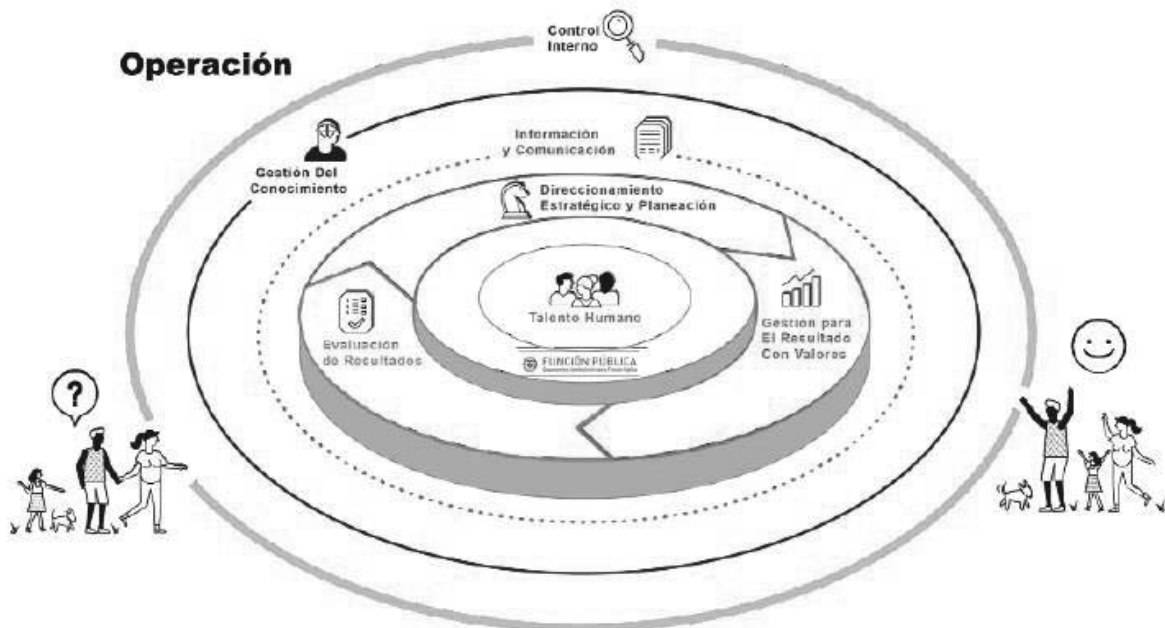 Control
Interno
Operación
Información
y Comunicación
Gestión Del
Conocimiento
Direccionamiento
Estratégico y Planeación
Talento Humano
Gestión para
El Resultado
Con Valores
Evaluación
de Resultados
FUNCIÓN PÚBLICA
?